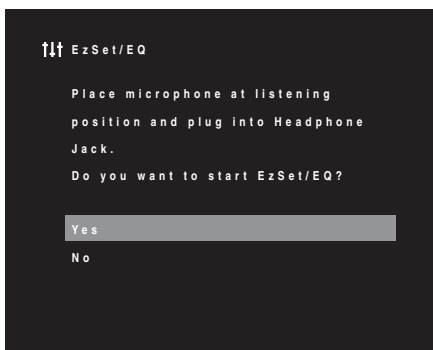 EzSet/EQ
Place microphone at listening
position and plug into Headphone
Jack.
Do you want to start EzSet/EQ?
Yes
No